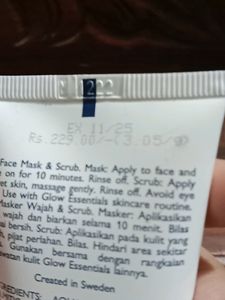 1222
EX 11/25
Rs.229.00/-(3.05/g)
Face Mask & Scrub. Mask: Apply to face and
e on for 10 minutes. Rinse off. Scrub: Apply
et skin, massage gently. Rinse off. Avoid eye
Use with Glow Essentials skincare routine.
Masker Wajah & Scrub. Masker: Aplikasikan
wajah dan biarkan selama 10 menit. Bilas
ai bersih. Scrub: Aplikasikan pada kulit yang
h, pijat perlahan. Bilas. Hindari area sekitar
Gunakan bersama dengan rangkaian
awatan kulit Glow Essentials lainnya.
Created in Sweden